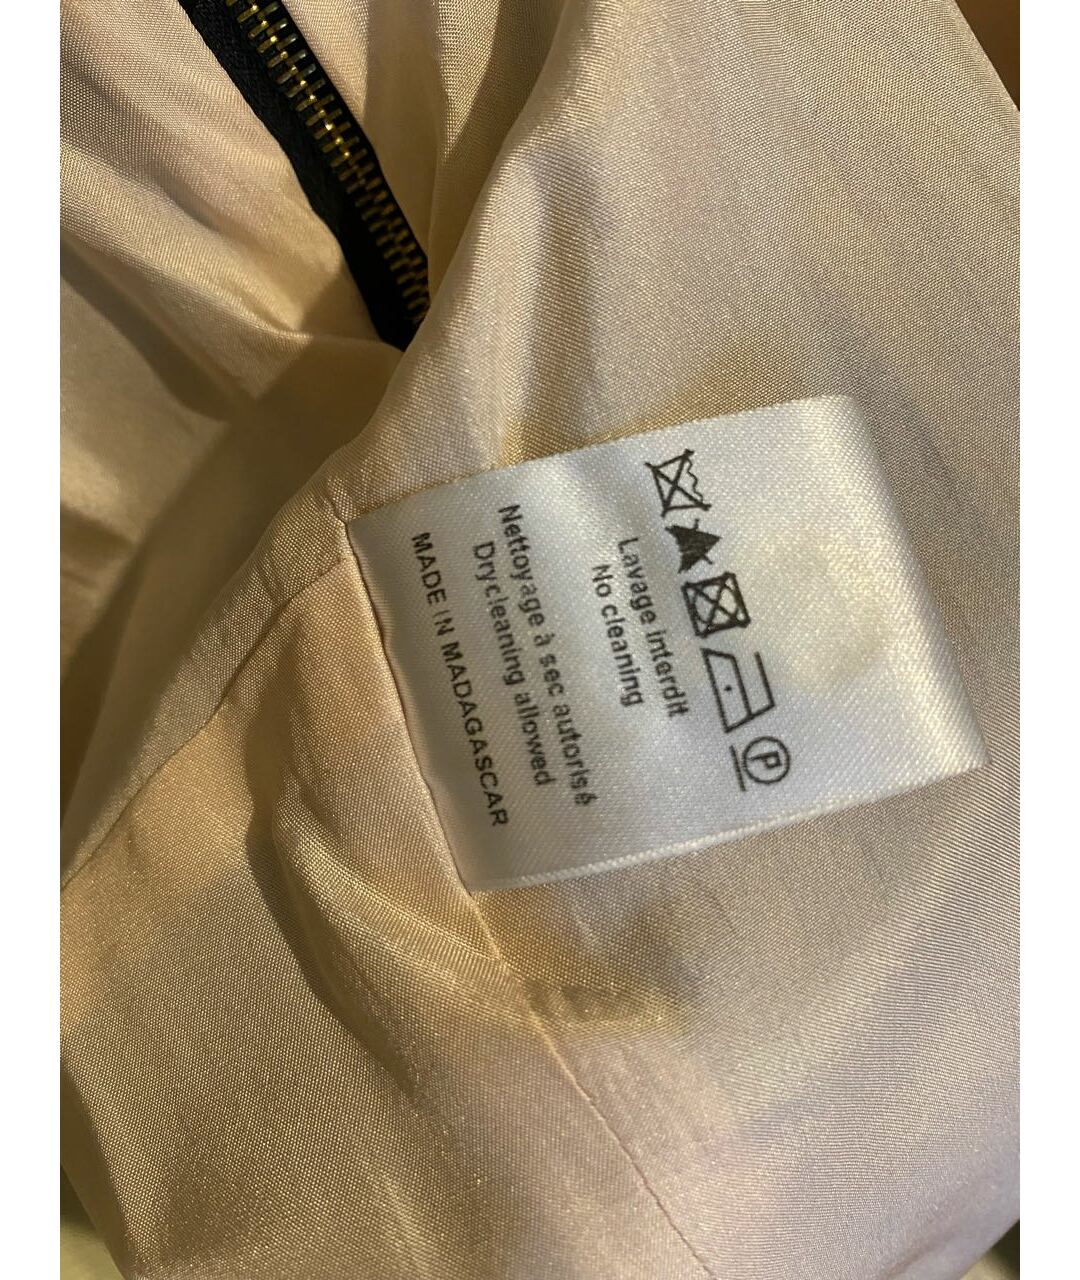 Lavage interdit
No cleaning
Nettoyage à sec autorisé
Drycleaning allowed
MADE IN MADAGASCAR
P